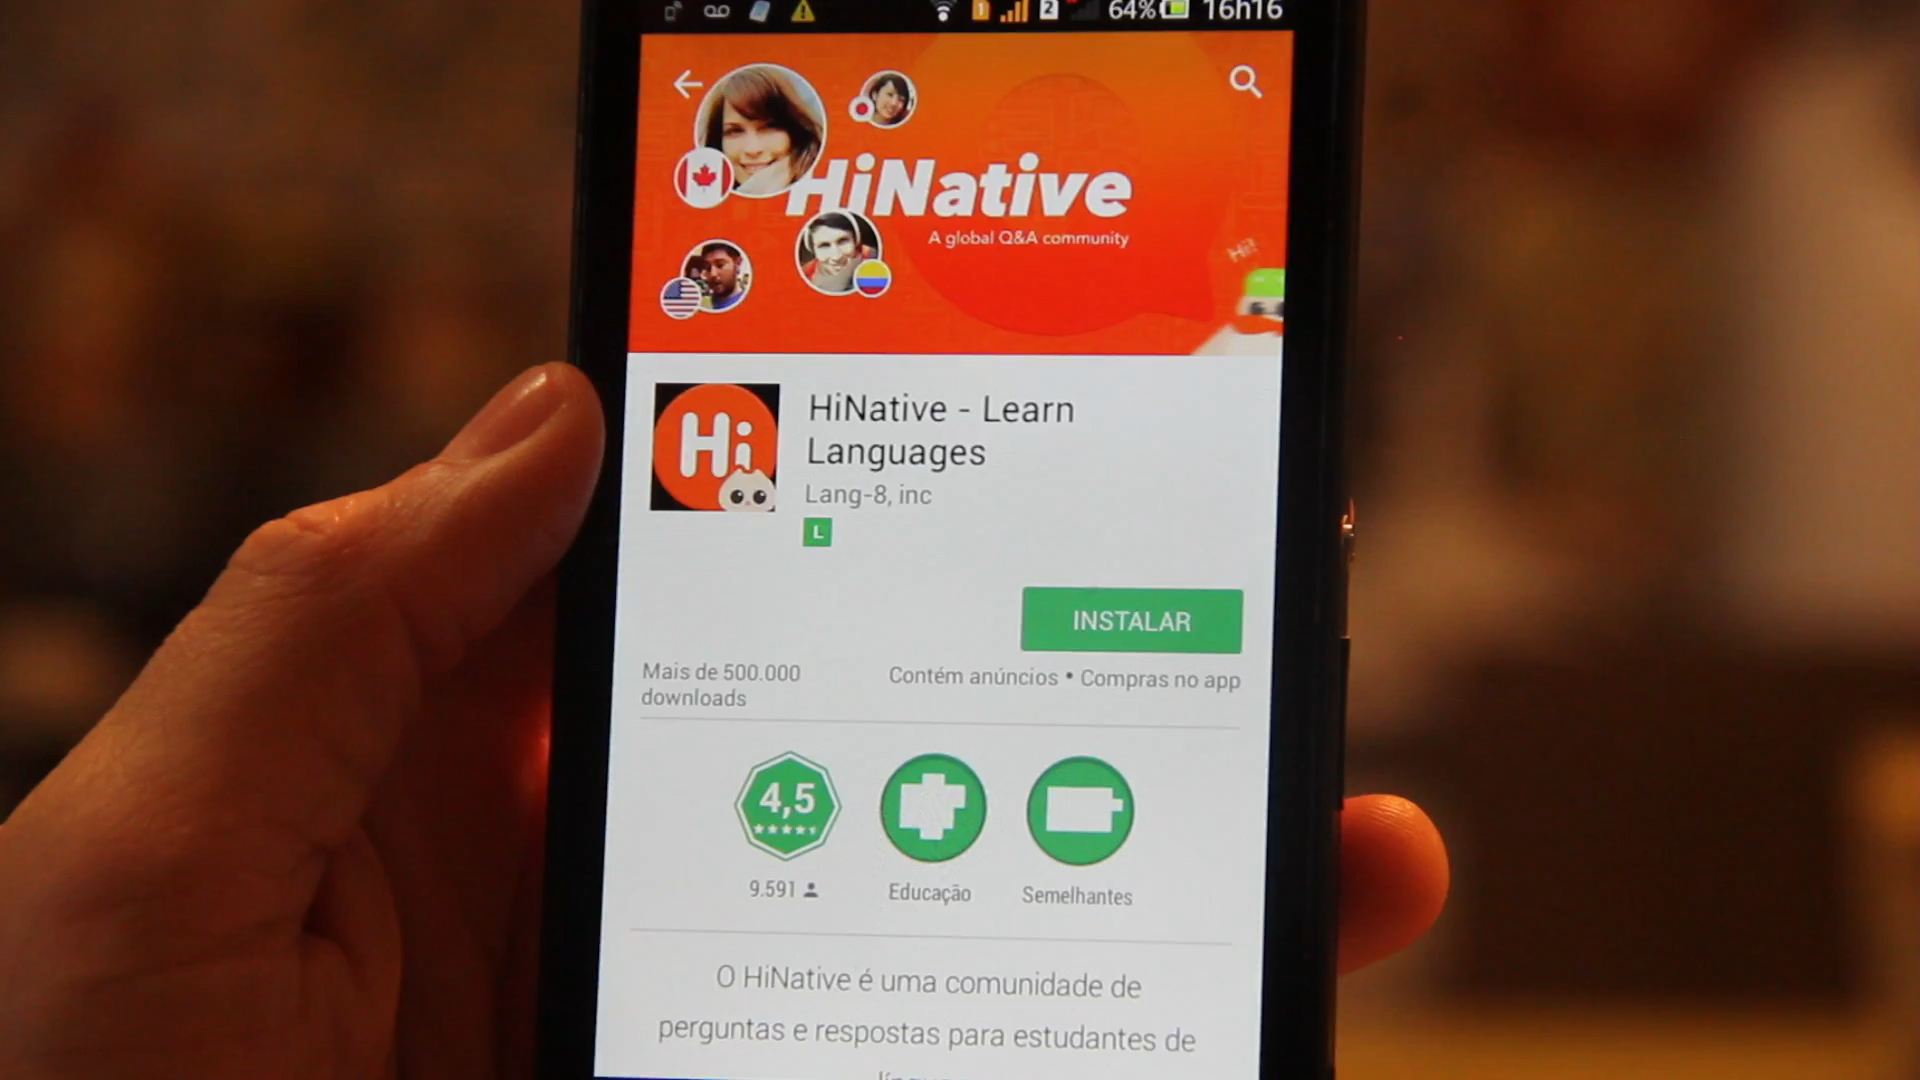 1 2 64% 16h16
HiNative
A global Q&A community
Hi!
Hi
HiNative - Learn
Languages
Lang-8, inc
L
INSTALAR
Mais de 500.000
downloads
Contém anúncios • Compras no app
4,5
9.591
Educação
Semelhantes
O HiNative é uma comunidade de
perguntas e respostas para estudantes de